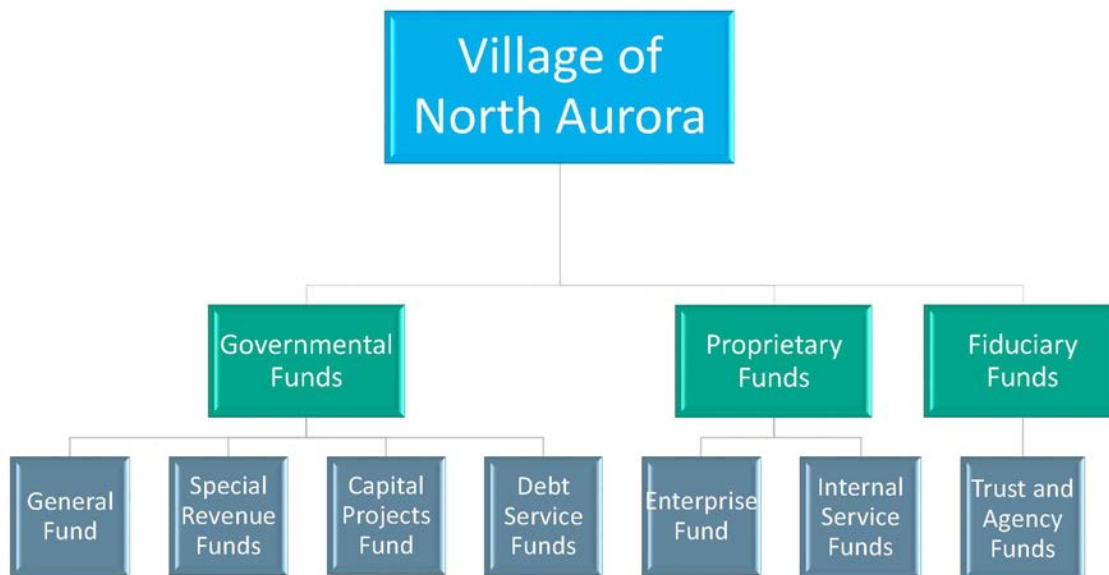 Village of
North Aurora
Governmental
Funds
Proprietary
Funds
Fiduciary
Funds
General
Fund
Special
Revenue
Funds
Capital
Projects
Fund
Debt
Service
Funds
Enterprise
Fund
Internal
Service
Funds
Trust and
Agency
Funds